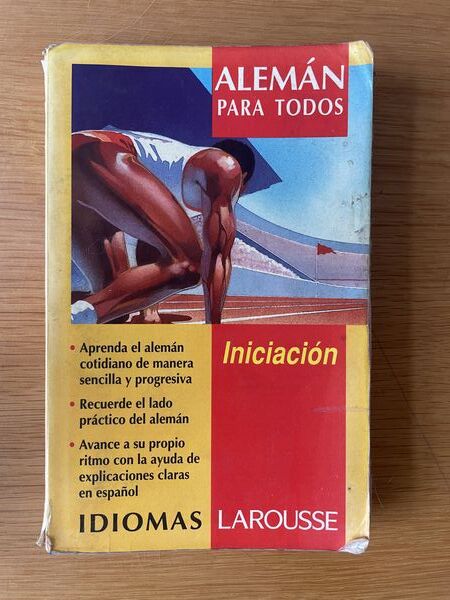 ALEMÁN
PARA TODOS
Iniciación
• Aprenda el alemán
cotidiano de manera
sencilla y progresiva
• Recuerde el lado
práctico del alemán
• Avance a su propio
ritmo con la ayuda de
explicaciones claras
en español
IDIOMAS LAROUSSE